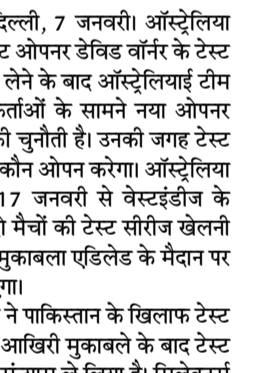 दिल्ली, 7 जनवरी। ऑस्ट्रेलिया
ट ओपनर डेविड वॉर्नर के टेस्ट
लेने के बाद ऑस्ट्रेलियाई टीम
कर्ताओं के सामने नया ओपनर
की चुनौती है। उनकी जगह टेस्ट
कौन ओपन करेगा। ऑस्ट्रेलिया
17 जनवरी से वेस्टइंडीज के
मैचों की टेस्ट सीरीज खेलनी
मुकाबला एडिलेड के मैदान पर
गा।
ने पाकिस्तान के खिलाफ टेस्ट
आखिरी मुकाबले के बाद टेस्ट